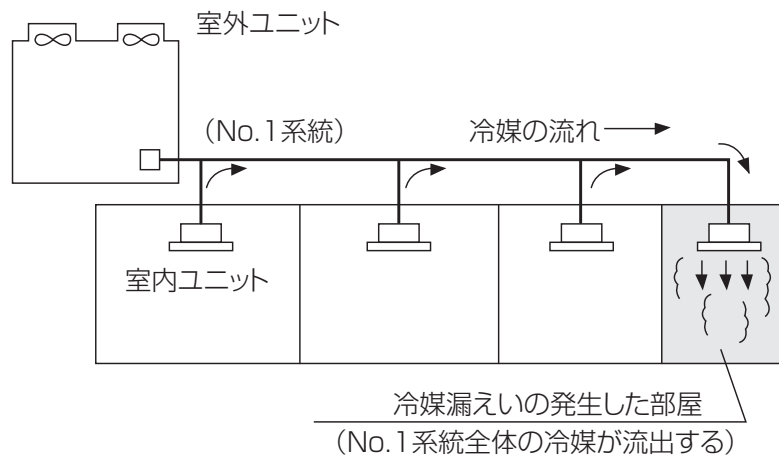 室外ユニット
（No.1系統）
冷媒の流れ
室内ユニット
冷媒漏えいの発生した部屋
（No.1系統全体の冷媒が流出する）